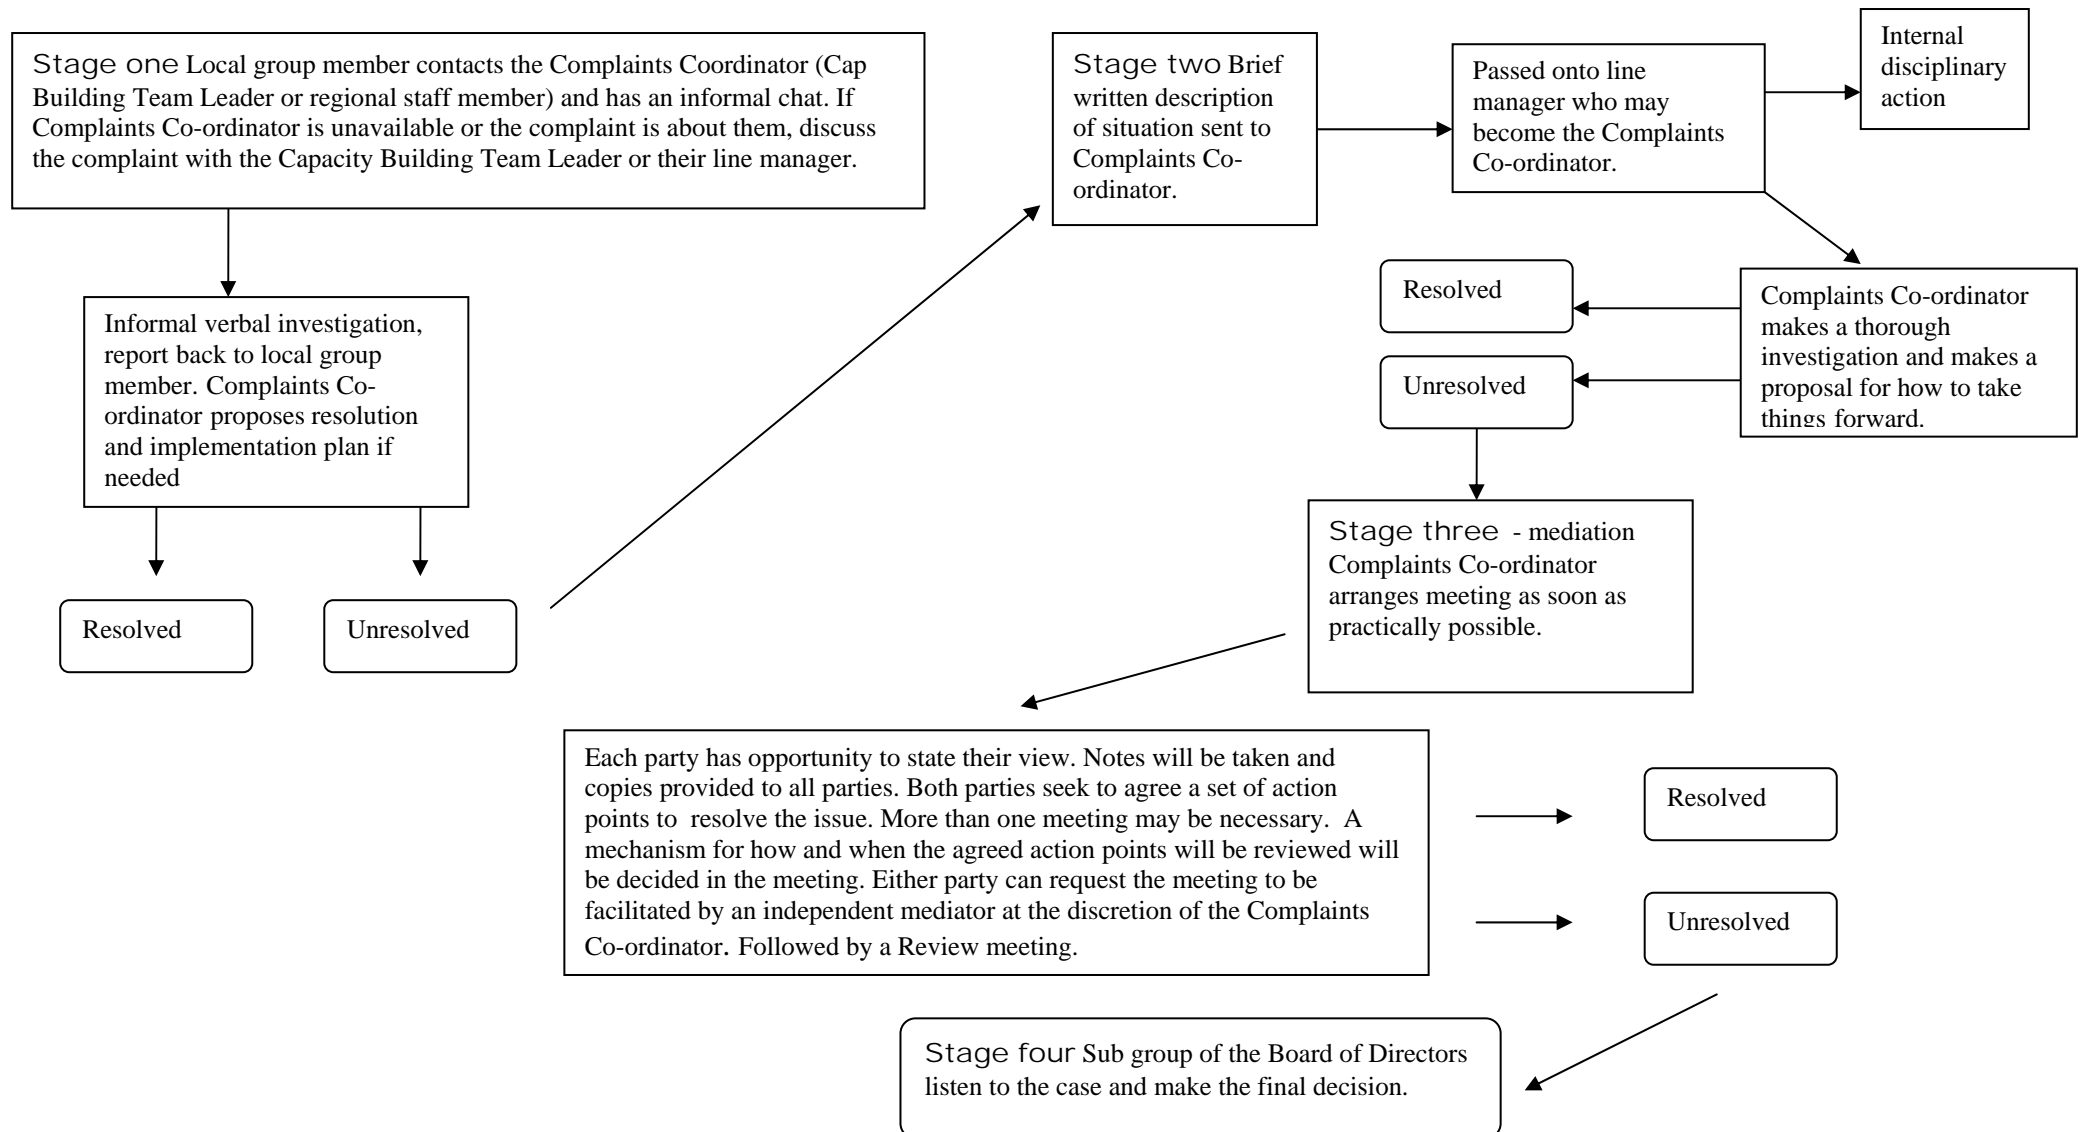 Stage one Local group member contacts the Complaints Coordinator (Cap
Building Team Leader or regional staff member) and has an informal chat. If
Complaints Co-ordinator is unavailable or the complaint is about them, discuss
the complaint with the Capacity Building Team Leader or their line manager.
Informal verbal investigation,
report back to local group
member. Complaints Co-
ordinator proposes resolution
and implementation plan if
needed
Resolved
Unresolved
Stage two Brief
written description
of situation sent to
Complaints Co-
ordinator.
Passed onto line
manager who may
become the Complaints
Co-ordinator.
Internal
disciplinary
action
Complaints Co-ordinator
makes a thorough
investigation and makes a
proposal for how to take
things forward.
Resolved
Unresolved
Stage three - mediation
Complaints Co-ordinator
arranges meeting as soon as
practically possible.
Each party has opportunity to state their view. Notes will be taken and
copies provided to all parties. Both parties seek to agree a set of action
points to resolve the issue. More than one meeting may be necessary. A
mechanism for how and when the agreed action points will be reviewed will
be decided in the meeting. Either party can request the meeting to be
facilitated by an independent mediator at the discretion of the Complaints
Co-ordinator. Followed by a Review meeting.
Resolved
Unresolved
Stage four Sub group of the Board of Directors
listen to the case and make the final decision.